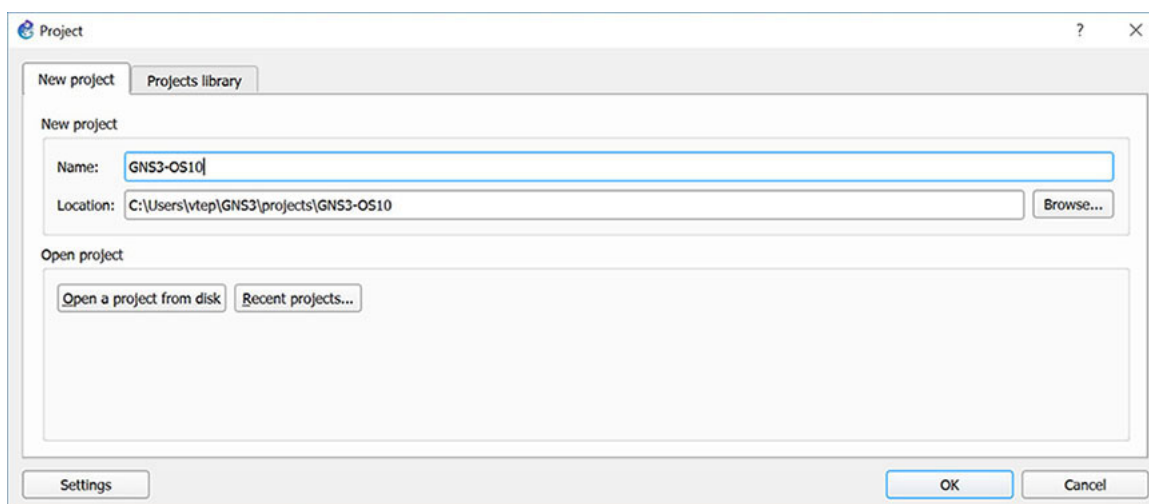 Project
New project Projects library
New project
Name: GNS3-OS10
Location: C:\Users\vtep\GNS3\projects\GNS3-OS10 Browse...
Open project
Open a project from disk Recent projects...
Settings OK Cancel